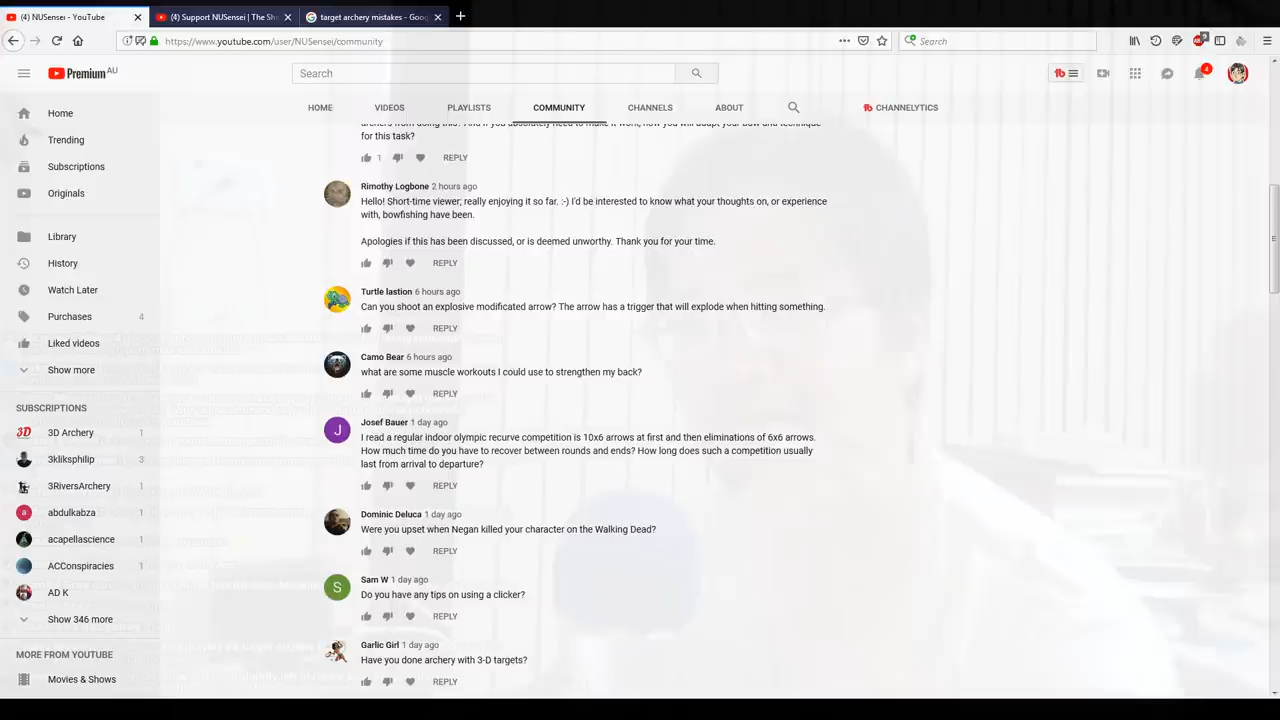 (4) NUSensei - YouTube
(4) Support NUSensei | The Sh
target archery mistakes - Goo
https://www.youtube.com/user/NUSensei/community
Search
9
Premium AU
Search
4
HOME
VIDEOS
PLAYLISTS
COMMUNITY
CHANNELS
ABOUT
CHANNELYTICS
Home
Trending
Subscriptions
Originals
Library
History
Watch Later
Purchases 4
Liked videos
Show more
SUBSCRIPTIONS
3D Archery 1
3kliksphilip 3
3RiversArchery 1
abdulkabza 1
acapellascience 1
ACConspiracies 1
AD K
Show 346 more
MORE FROM YOUTUBE
Movies & Shows
for this task?
1 REPLY
Rimothy Logbone 2 hours ago
Hello! Short-time viewer; really enjoying it so far. :-) I'd be interested to know what your thoughts on, or experience
with, bowfishing have been.
Apologies if this has been discussed, or is deemed unworthy. Thank you for your time.
REPLY
Turtle lastion 6 hours ago
Can you shoot an explosive modificated arrow? The arrow has a trigger that will explode when hitting something.
REPLY
Camo Bear 6 hours ago
what are some muscle workouts I could use to strengthen my back?
REPLY
J
Josef Bauer 1 day ago
I read a regular indoor olympic recurve competition is 10x6 arrows at first and then eliminations of 6x6 arrows.
How much time do you have to recover between rounds and ends? How long does such a competition usually
last from arrival to departure?
REPLY
Dominic Deluca 1 day ago
Were you upset when Negan killed your character on the Walking Dead?
REPLY
S
Sam W 1 day ago
Do you have any tips on using a clicker?
REPLY
Garlic Girl 1 day ago
Have you done archery with 3-D targets?
REPLY